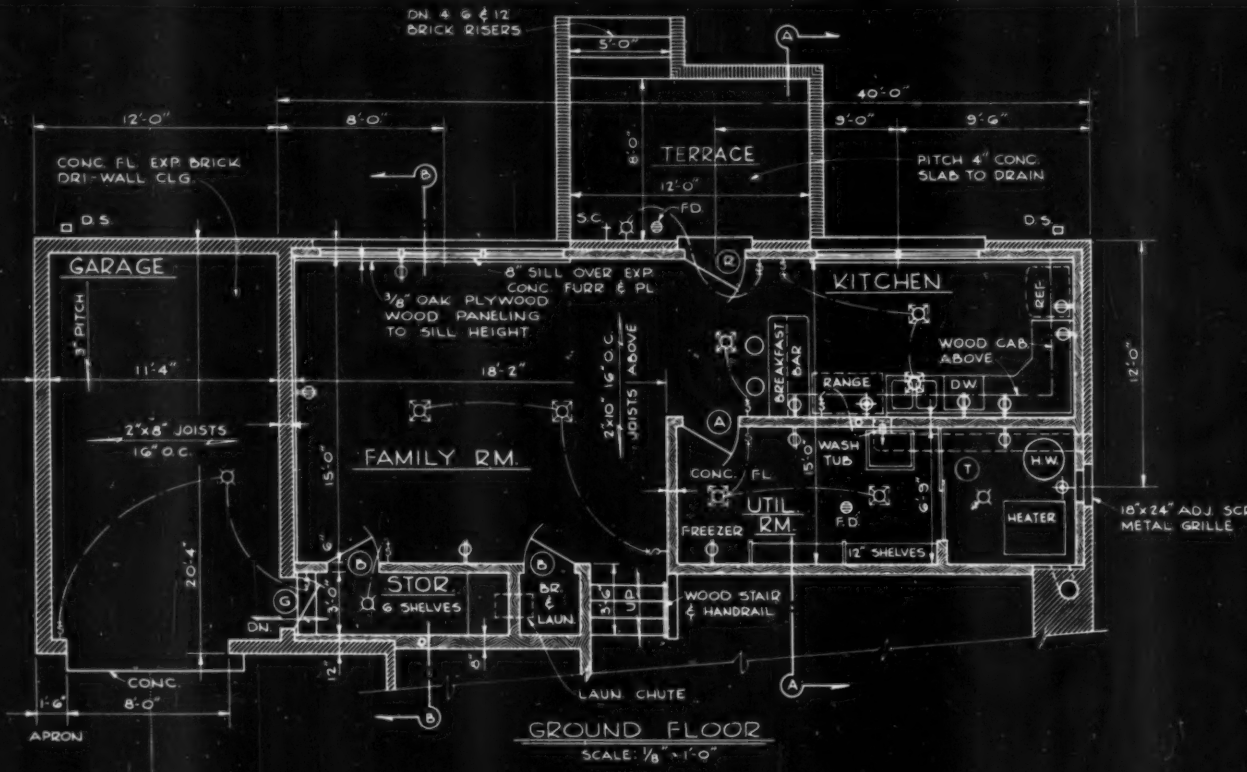 DN. 4 6 & 12
BRICK RISERS
5'-0"
A
40'-0"
12'-0"
8'-0"
9'-0"
9'-6"
CONC. FL. EXP. BRICK
DRI-WALL CLG.
B
8'-0"
TERRACE
PITCH 4" CONC.
SLAB TO DRAIN
12'-0"
D.S.
S.C.
F.D.
D.S.
GARAGE
8" SILL OVER EXP.
CONC. FURR & PL
R
KITCHEN
REF.
3/8" OAK PLYWOOD
WOOD PANELING
TO SILL HEIGHT
3" PITCH
2"x10" 16" O.C.
JOISTS ABOVE
BREAKFAST
BAR
WOOD CAB.
ABOVE
12'-0"
11'-4"
18'-2"
RANGE
D.W.
2"x8" JOISTS
16" O.C.
A
FAMILY RM.
15'-0"
15'-0"
WASH
TUB
CONC. FL.
T
H.W.
6'-9"
UTIL.
RM.
F.D.
FREEZER
HEATER
18"x24" ADJ. SCR
METAL GRILLE
12" SHELVES
20'-4"
6"
B
B
STOR.
6 SHELVES
3'-0"
BR.
&
LAUN.
3'-6"
UP
WOOD STAIR
& HANDRAIL
G
DN.
12"
8"
CONC.
1'-6"
8'-0"
APRON
LAUN. CHUTE
A
B
GROUND FLOOR
SCALE: 1/8" = 1'-0"